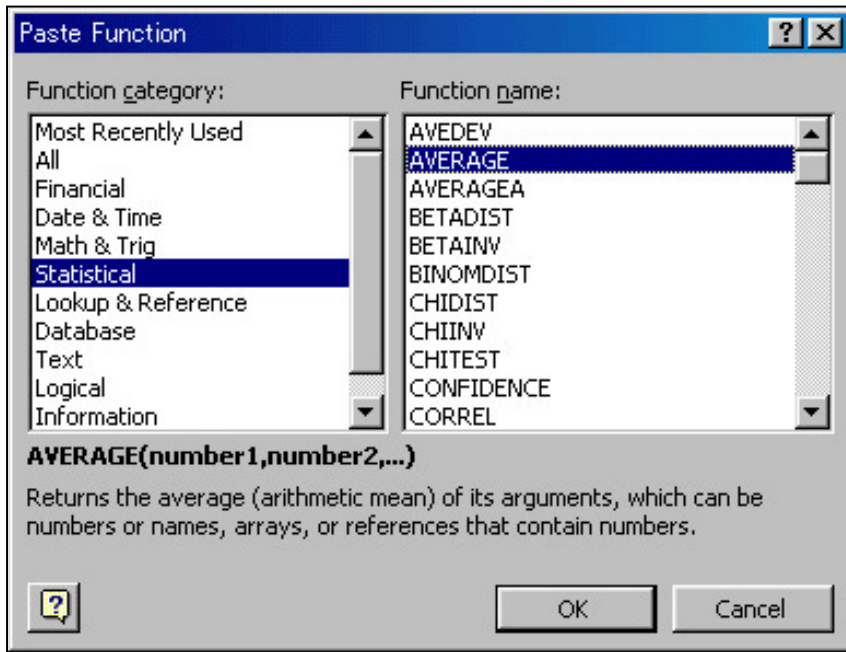 Paste Function
? X
Function category:
Most Recently Used
All
Financial
Date & Time
Math & Trig
Statistical
Lookup & Reference
Database
Text
Logical
Information
Function name:
AVEDEV
AVERAGE
AVERAGEA
BETADIST
BETAINV
BINOMDIST
CHIDIST
CHIINV
CHITEST
CONFIDENCE
CORREL
AVERAGE(number1,number2,...)
Returns the average (arithmetic mean) of its arguments, which can be
numbers or names, arrays, or references that contain numbers.
?
OK
Cancel